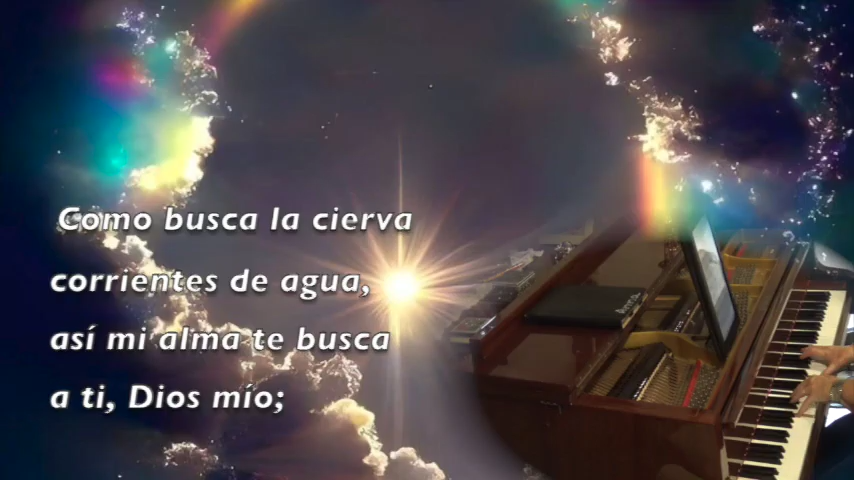 Como busca la cierva
corrientes de agua,
así mi alma te busca
a ti, Dios mío;